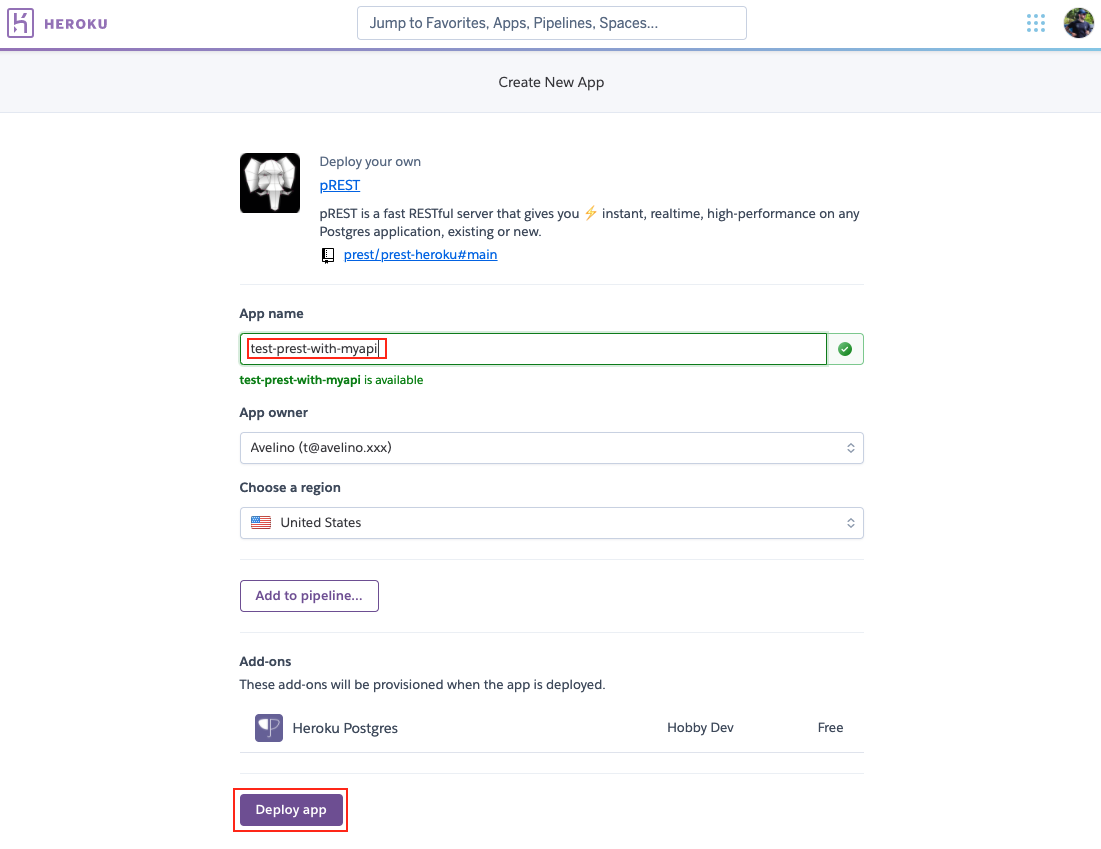 HEROKU
Jump to Favorites, Apps, Pipelines, Spaces...
Create New App
Deploy your own
pREST
pREST is a fast RESTful server that gives you ⚡ instant, realtime, high-performance on any
Postgres application, existing or new.
prest/prest-heroku#main
App name
test-prest-with-myapi
test-prest-with-myapi is available
App owner
Avelino (t@avelino.xxx)
Choose a region
United States
Add to pipeline...
Add-ons
These add-ons will be provisioned when the app is deployed.
Heroku Postgres Hobby Dev Free
Deploy app